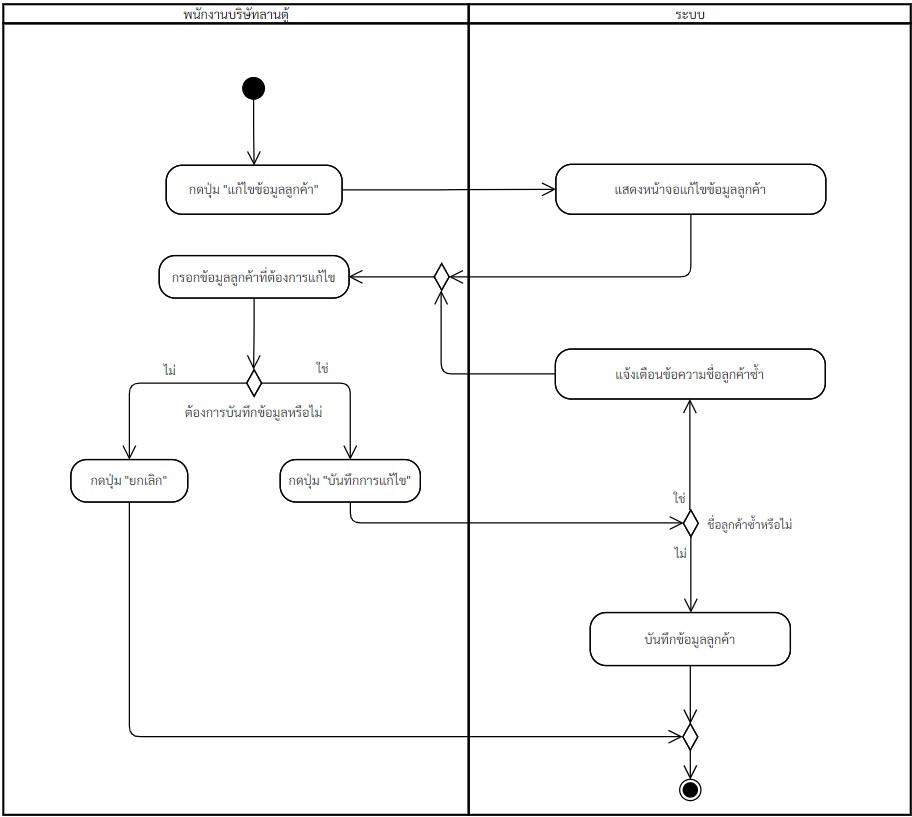 พนักงานบริษัทลานตู้
ระบบ
กดปุ่ม "แก้ไขข้อมูลลูกค้า"
แสดงหน้าจอแก้ไขข้อมูลลูกค้า
กรอกข้อมูลลูกค้าที่ต้องการแก้ไข
ไม่
ใช่
แจ้งเตือนข้อความชื่อลูกค้าซ้ำ
ต้องการบันทึกข้อมูลหรือไม่
กดปุ่ม "ยกเลิก"
กดปุ่ม "บันทึกการแก้ไข"
ใช่
ชื่อลูกค้าซ้ำหรือไม่
ไม่
บันทึกข้อมูลลูกค้า